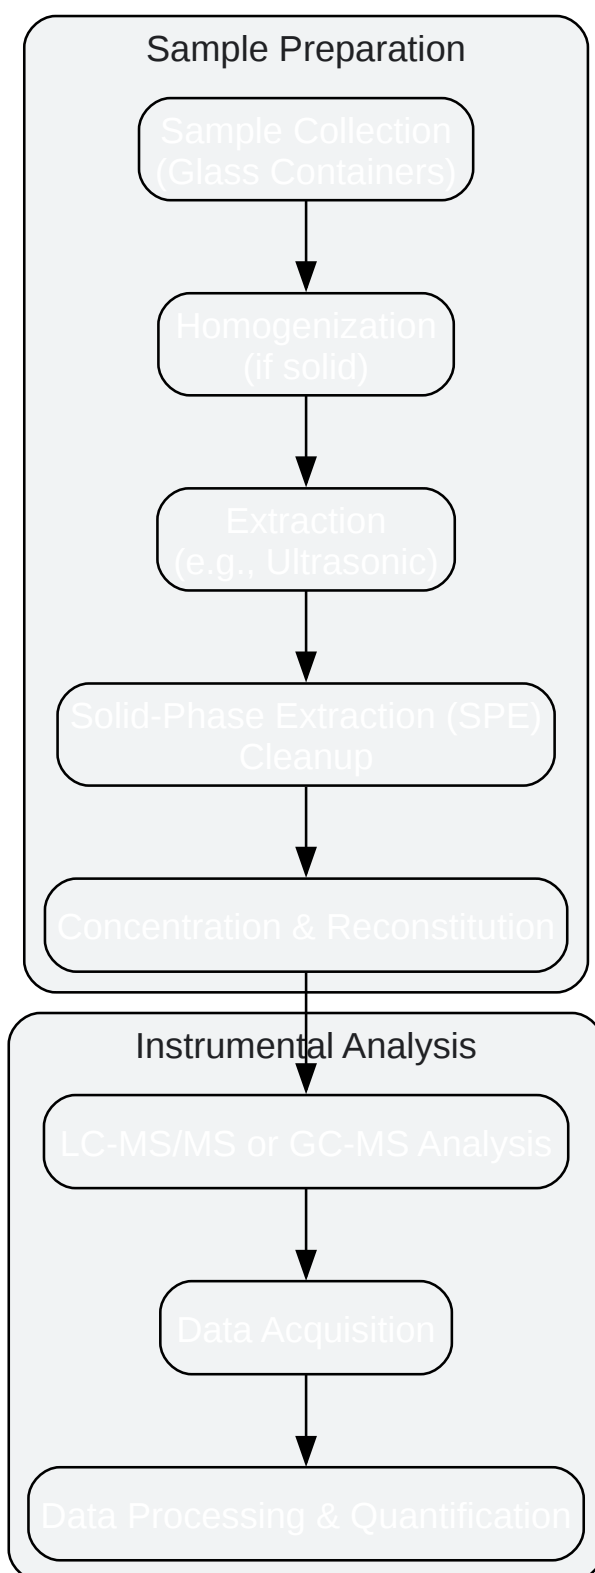 Sample Preparation
Sample Collection
(Glass Containers)
Homogenization
(if solid)
Extraction
(e.g., Ultrasonic)
Solid-Phase Extraction (SPE)
Cleanup
Concentration & Reconstitution
Instrumental Analysis
LC-MS/MS or GC-MS Analysis
Data Acquisition
Data Processing & Quantification